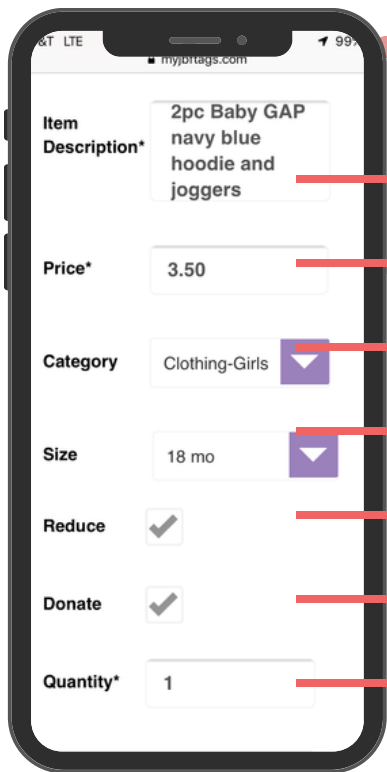 &T LTE 99%
myjbftags.com
Item
Description*
2pc Baby GAP
navy blue
hoodie and
joggers
Price*
3.50
Category
Clothing-Girls
Size
18 mo
Reduce
Donate
Quantity*
1